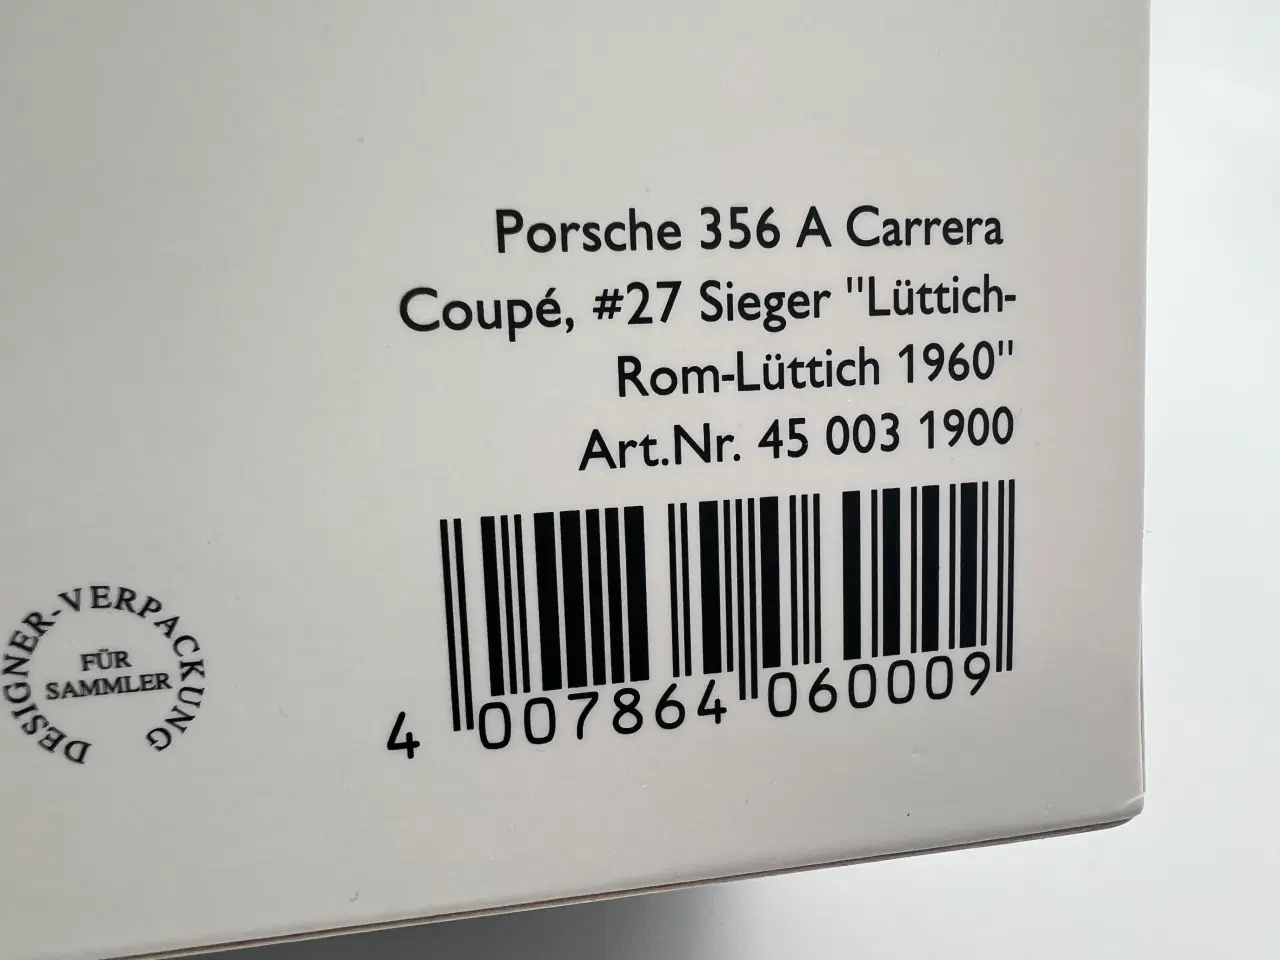 Porsche 356 A Carrera
Coupé, #27 Sieger "Lüttich-
Rom-Lüttich 1960"
Art.Nr. 45 003 1900
4 007864 060009
DESIGNER-VERPACKUNG
FÜR
SAMMLER